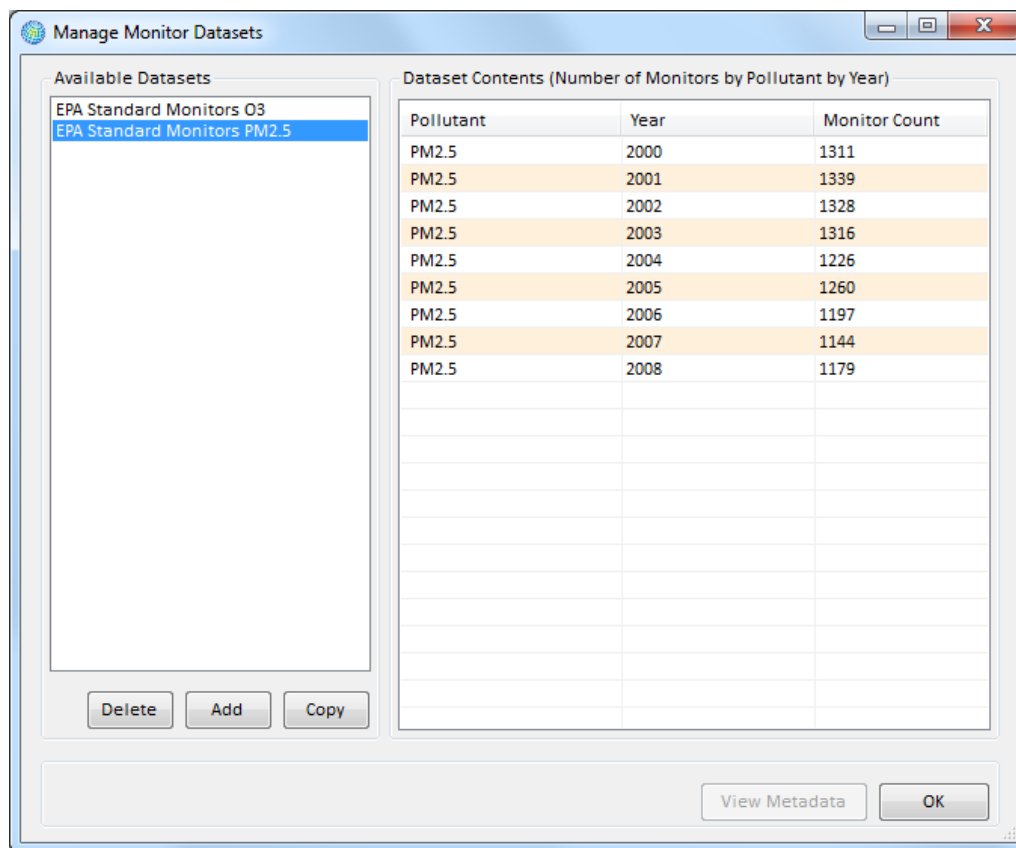 Manage Monitor Datasets
Available Datasets
EPA Standard Monitors O3
EPA Standard Monitors PM2.5
Delete Add Copy
Dataset Contents (Number of Monitors by Pollutant by Year)
Pollutant Year Monitor Count
PM2.5 2000 1311
PM2.5 2001 1339
PM2.5 2002 1328
PM2.5 2003 1316
PM2.5 2004 1226
PM2.5 2005 1260
PM2.5 2006 1197
PM2.5 2007 1144
PM2.5 2008 1179
View Metadata OK